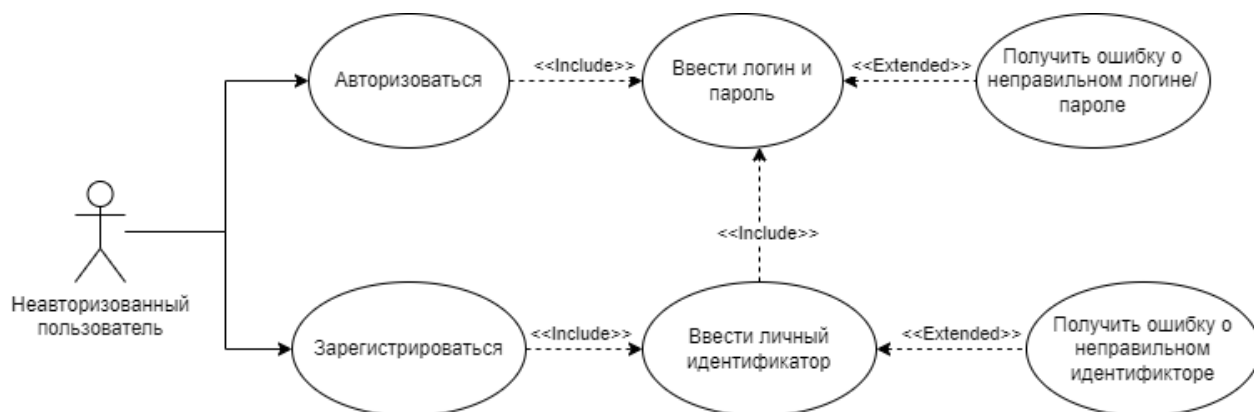 Авторизоваться
<<Include>>
Ввести логин и
пароль
<<Extended>>
Получить ошибку о
неправильном логине/
пароле
<<Include>>
Неавторизованный
пользователь
Зарегистрироваться
<<Include>>
Ввести личный
идентификатор
<<Extended>>
Получить ошибку о
неправильном
идентификторе